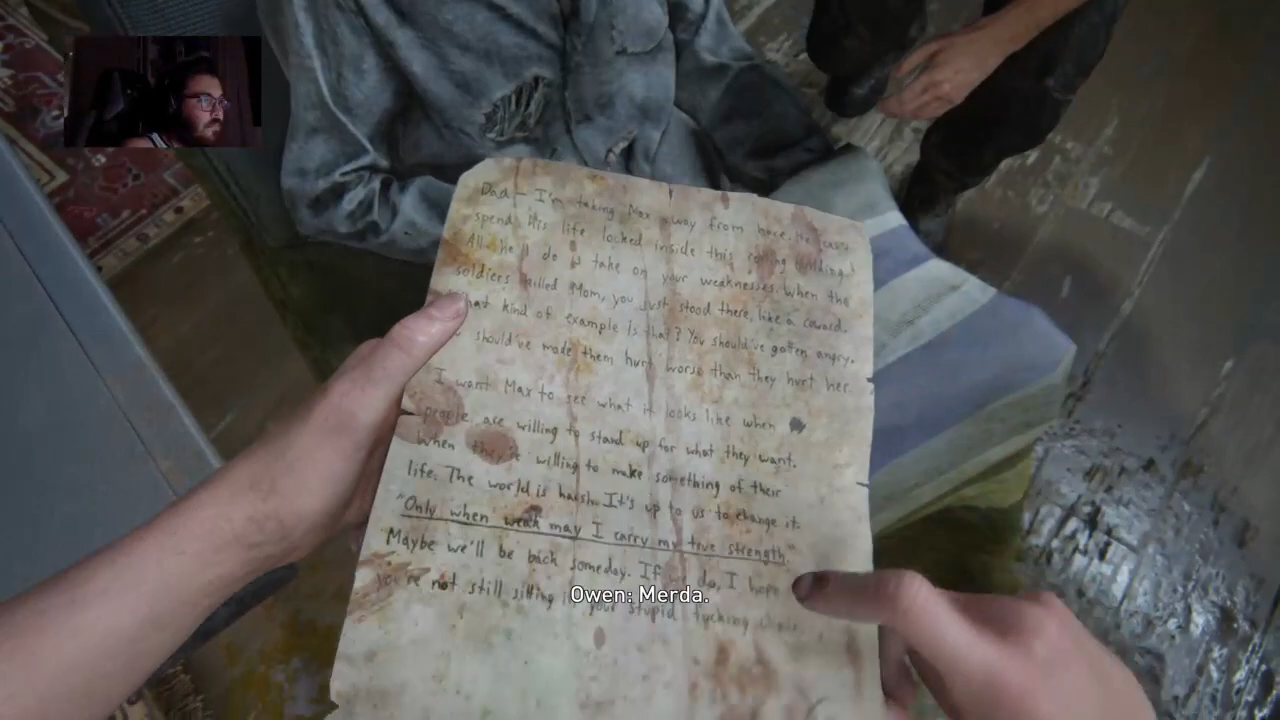 Dad— I'm taking Max away from here. He can't
spend his life locked inside this rotting building!
All he'll do is take on your weaknesses. When the
soldiers killed Mom, you just stood there, like a coward.
What kind of example is that? You should've gotten angry.
should've made them hurt worse than they hurt her.
I want Max to see what it looks like when
people are willing to stand up for what they want.
When they're willing to make something of their
life. The world is harsh. It's up to us to change it.
"Only when weak may I carry my true strength"
Maybe we'll be back someday. If we do, I hope
you're not still sitting in your stupid fucking chair
Owen: Merda.